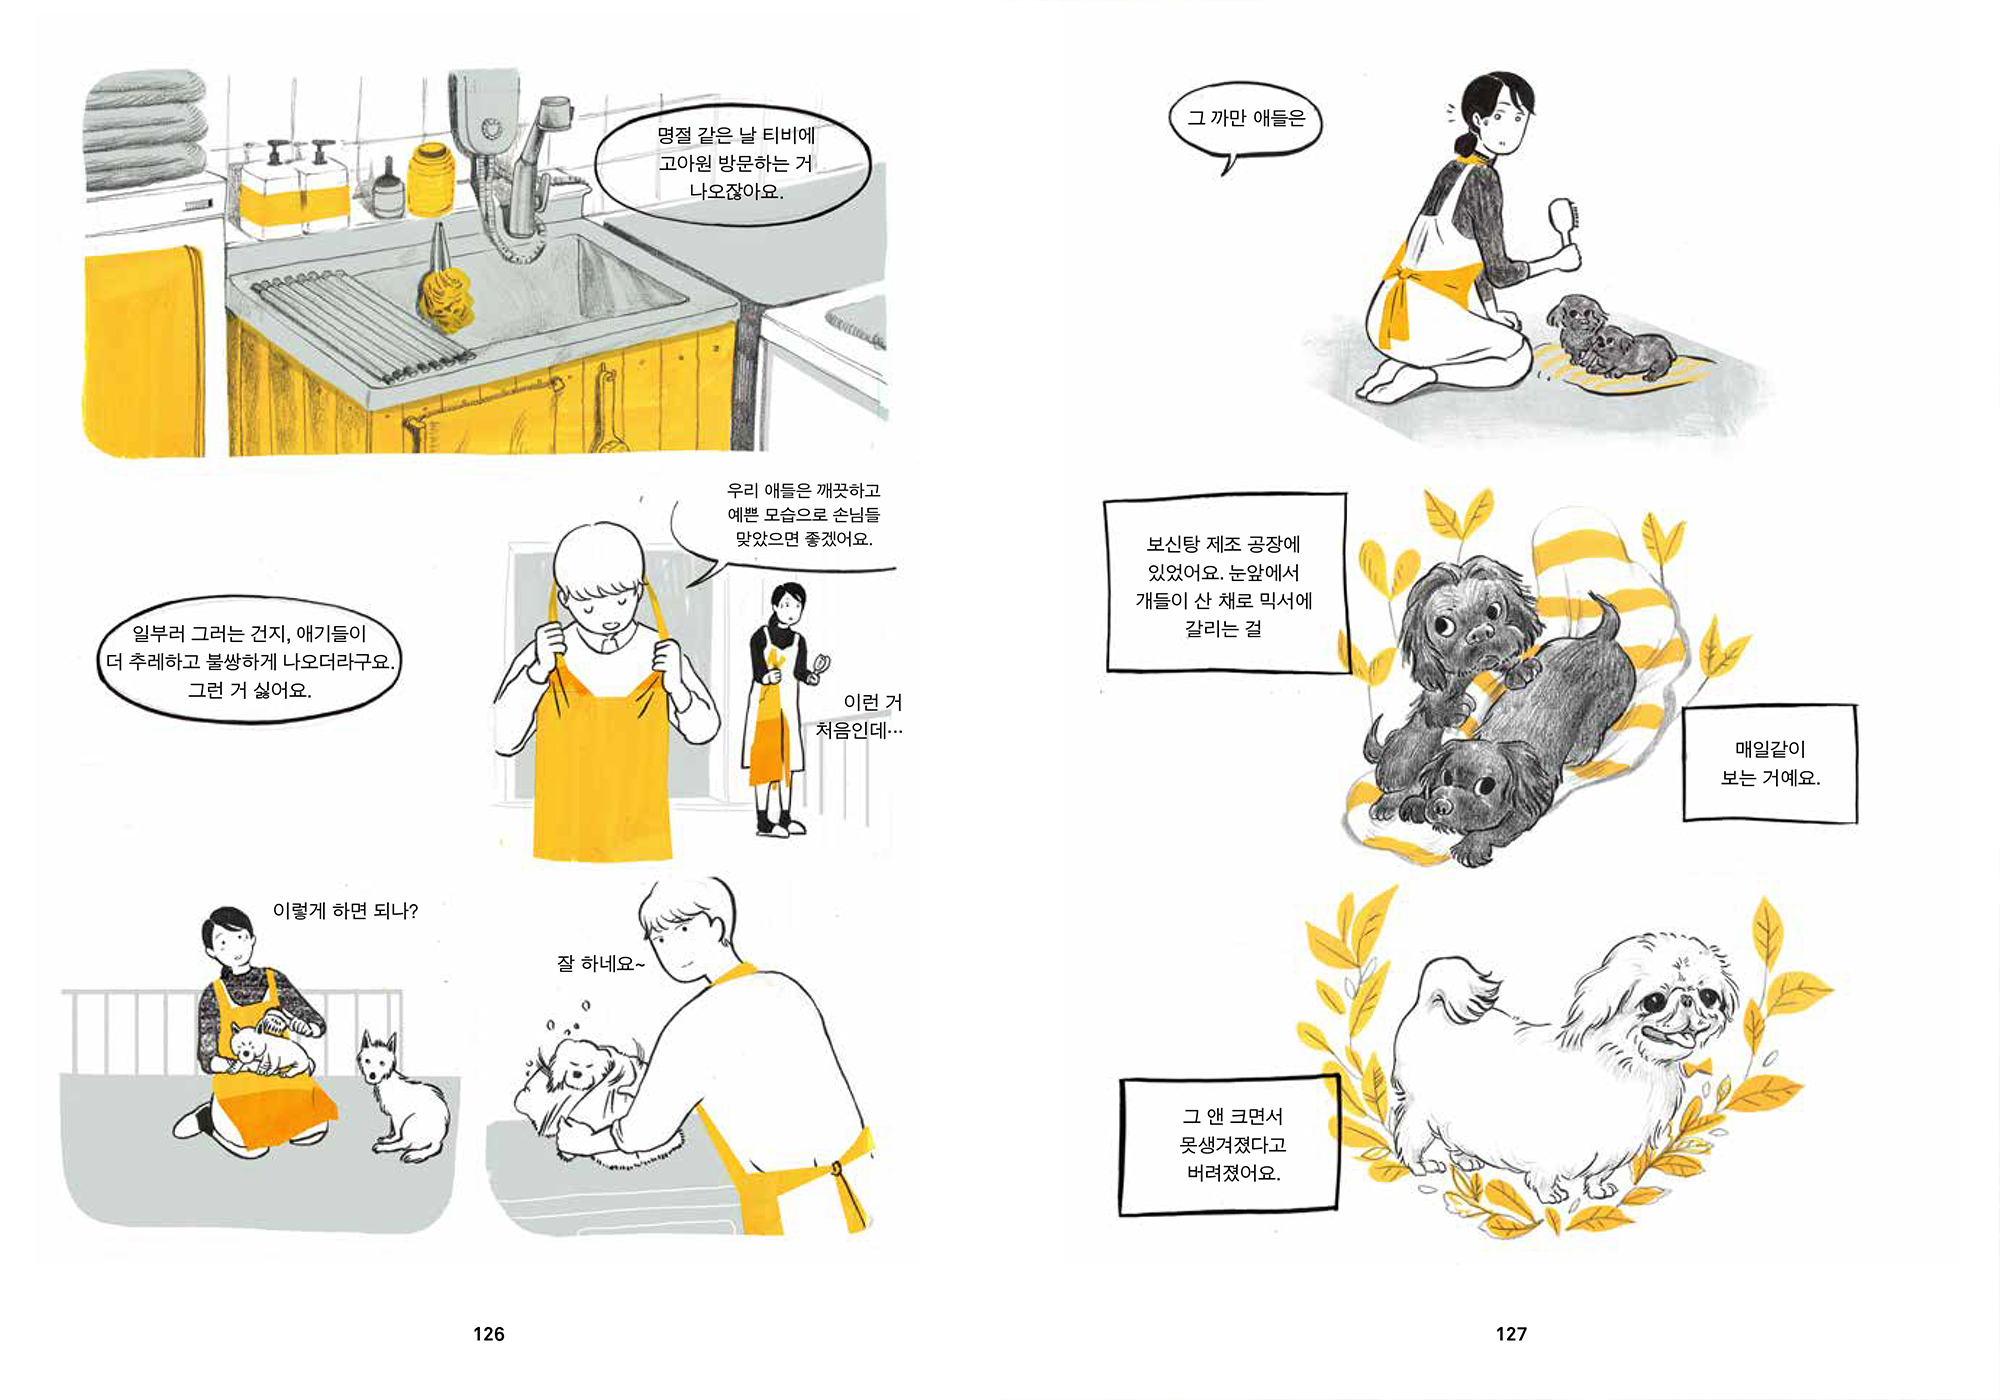 명절 같은 날 티비에
고아원 방문하는 거
나오잖아요.
일부러 그러는 건지, 애기들이
더 추레하고 불쌍하게 나오더라구요.
그런 거 싫어요.
우리 애들은 깨끗하고
예쁜 모습으로 손님들
맞았으면 좋겠어요.
이런 거
처음인데…
이렇게 하면 되나?
잘 하네요~
126
그 까만 애들은
보신탕 제조 공장에
있었어요. 눈앞에서
개들이 산 채로 믹서에
갈리는 걸
매일같이
보는 거예요.
그 앤 크면서
못생겨졌다고
버려졌어요.
127